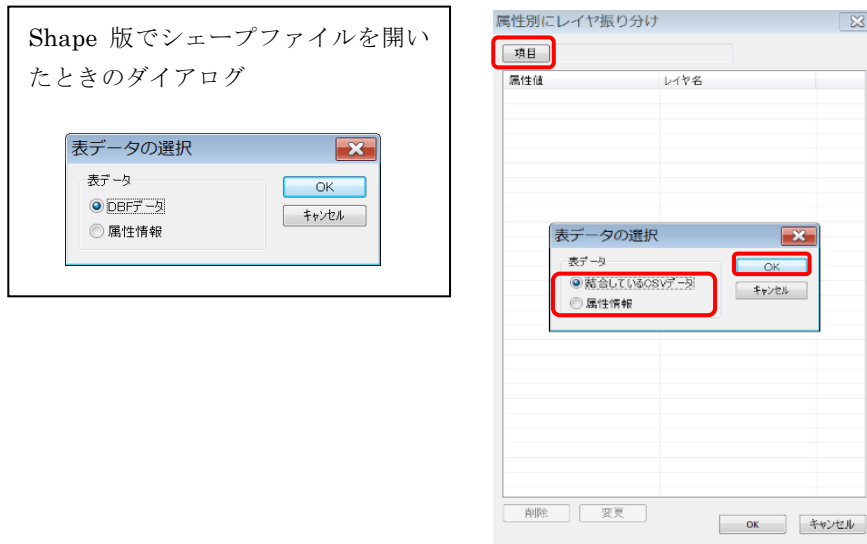 Shape 版でシェープファイルを開い
たときのダイアログ
表データの選択
表データ
DBFデータ
属性情報
OK
キャンセル
属性別にレイヤ振り分け
項目
属性値 レイヤ名
表データの選択
表データ
結合しているCSVデータ
属性情報
OK
キャンセル
削除 変更
OK キャンセル